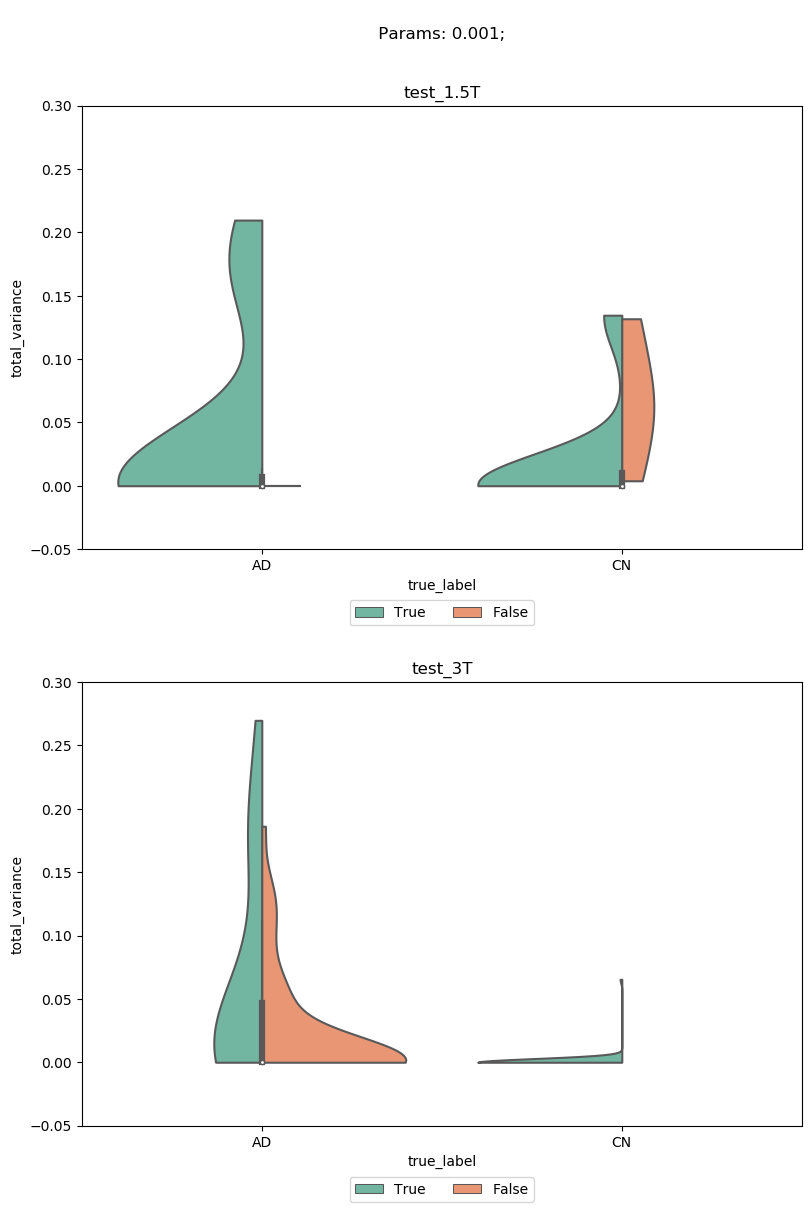 Params: 0.001;
test_1.5T
0.30
0.25
0.20
0.15
0.10
0.05
0.00
−0.05
total_variance
AD CN
true_label
True False
test_3T
0.30
0.25
0.20
0.15
0.10
0.05
0.00
−0.05
total_variance
AD CN
true_label
True False